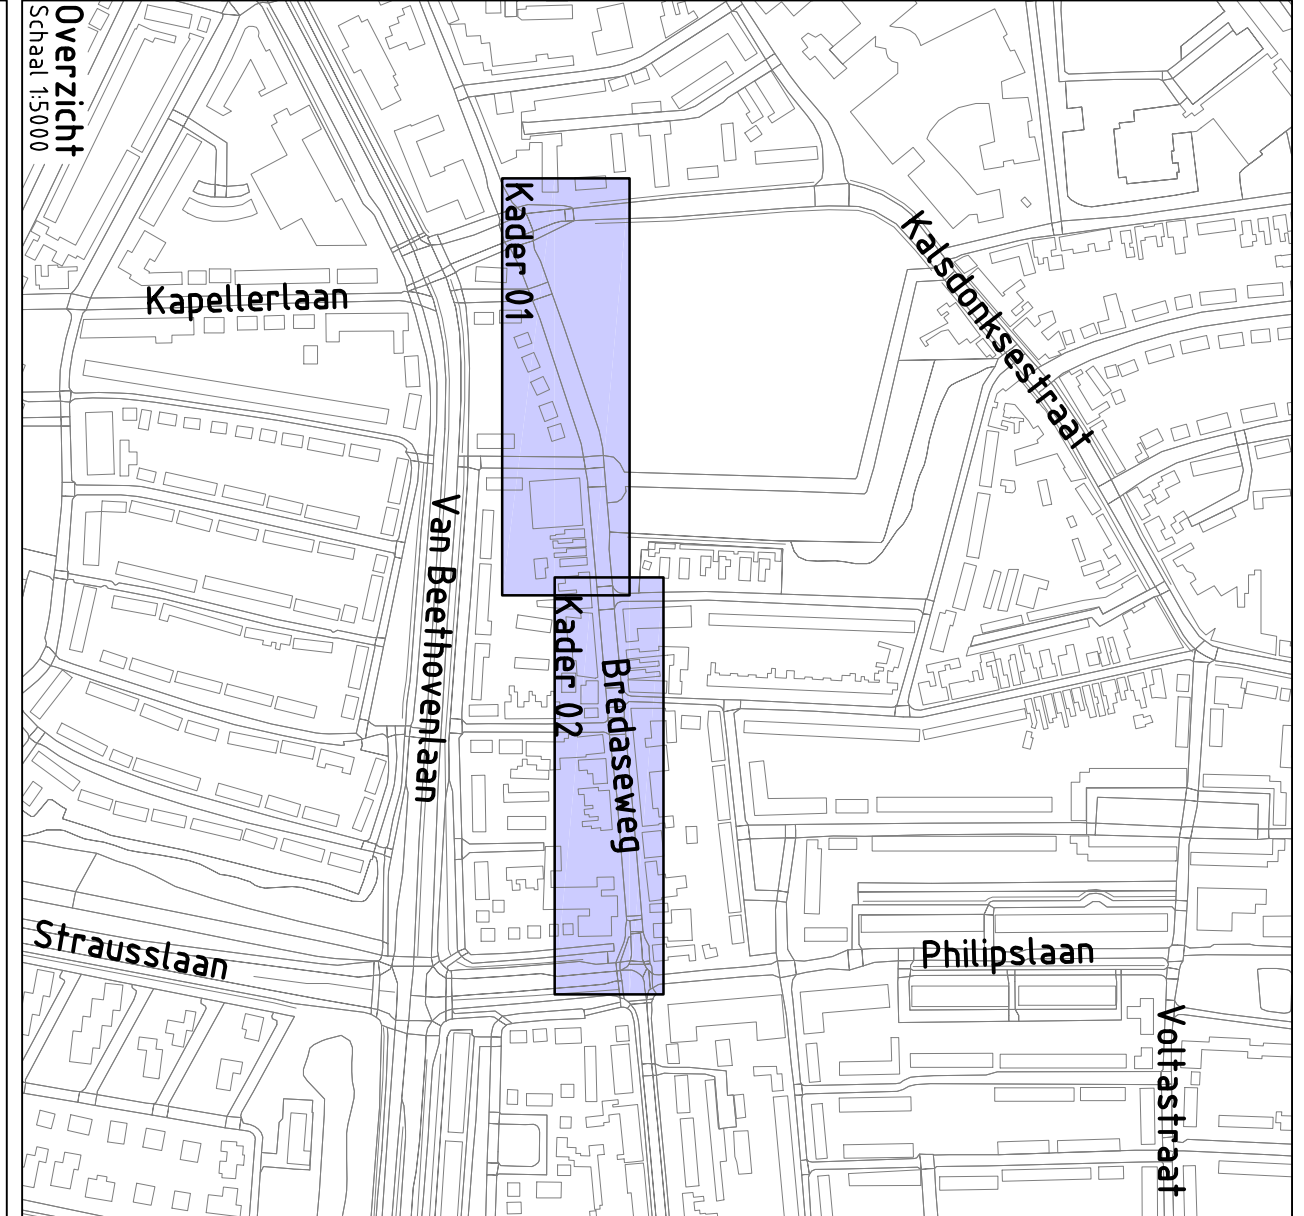 Overzicht
Schaal 1:5000
Kader 01
Kalsdonksestraat
Kapellerlaan
Van Beethovenlaan
Kader 02
Bredaseweg
Strausslaan
Philipslaan
Voltastraat